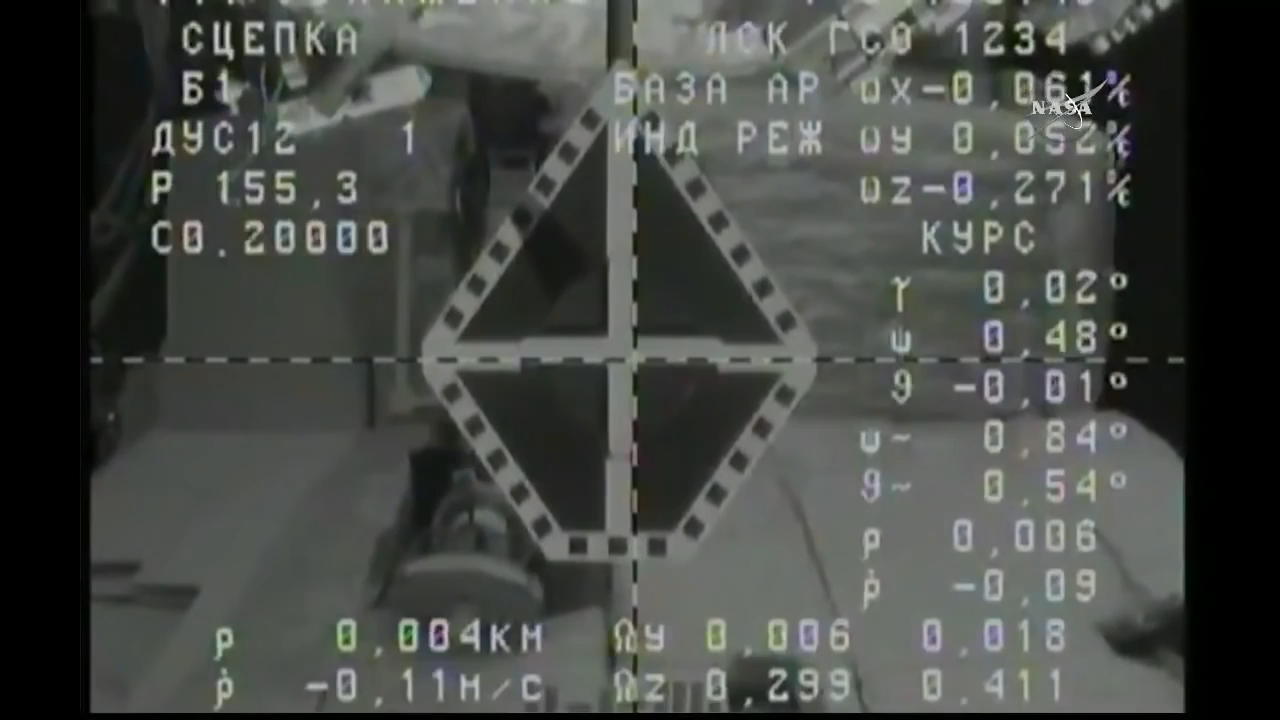 СЦЕПКА ЛСК ГСО 1234
Б1 БАЗА АР ωx-0,061%
NASA
ДУС12 1 ИНД РЕЖ ωy 0,052%
Р 155,3 ωz-0,271%
С0.20000 КУРС
γ 0,02°
ψ 0,48°
ϑ -0,01°
ψ~ 0,84°
ϑ~ 0,54°
ρ 0,006
ρ̇ -0,09
ρ 0,004км Ωy 0,006 0,018
ρ̇ -0,11м/с Ωz 0,299 0.411